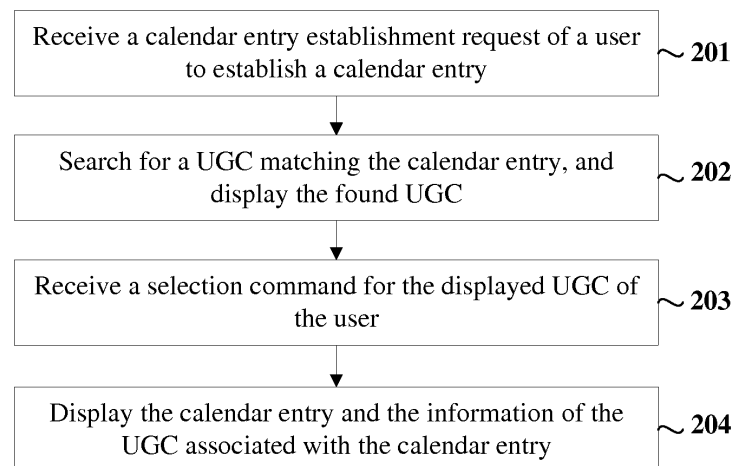 Receive a calendar entry establishment request of a user
to establish a calendar entry
201
Search for a UGC matching the calendar entry, and
display the found UGC
202
Receive a selection command for the displayed UGC of
the user
203
Display the calendar entry and the information of the
UGC associated with the calendar entry
204